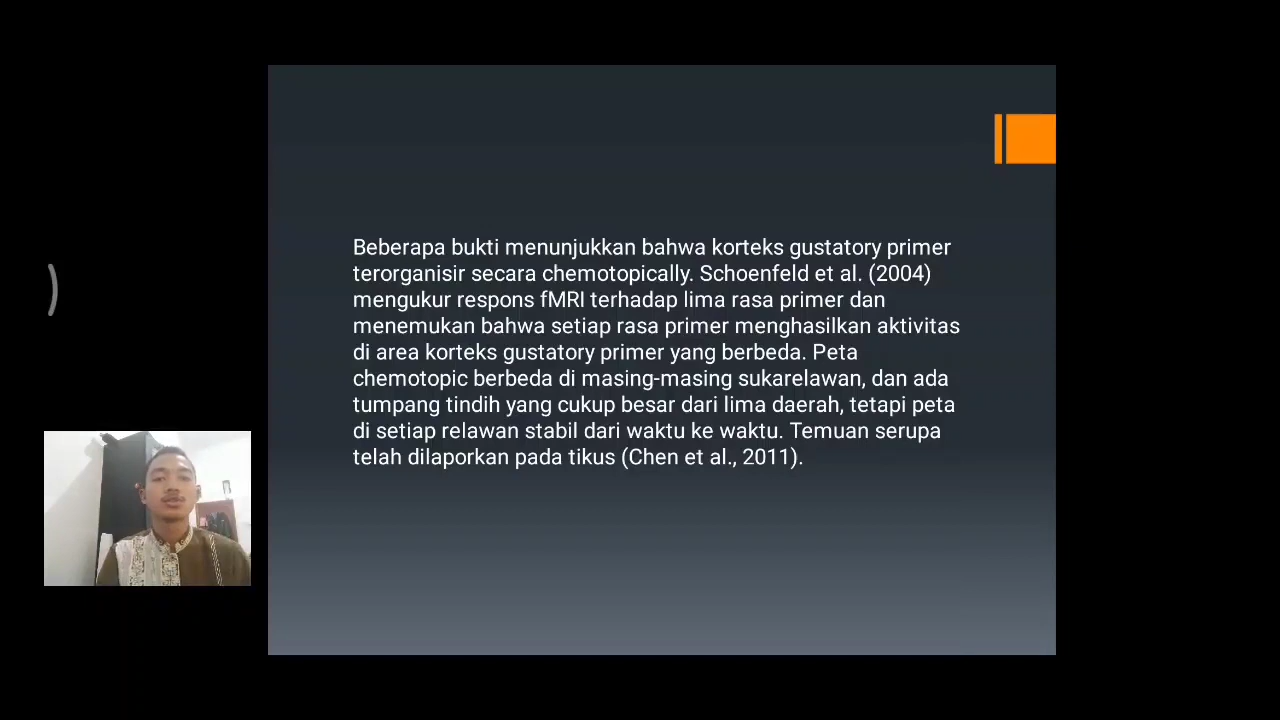 Beberapa bukti menunjukkan bahwa korteks gustatory primer
terorganisir secara chemotopically. Schoenfeld et al. (2004)
mengukur respons fMRI terhadap lima rasa primer dan
menemukan bahwa setiap rasa primer menghasilkan aktivitas
di area korteks gustatory primer yang berbeda. Peta
chemotopic berbeda di masing-masing sukarelawan, dan ada
tumpang tindih yang cukup besar dari lima daerah, tetapi peta
di setiap relawan stabil dari waktu ke waktu. Temuan serupa
telah dilaporkan pada tikus (Chen et al., 2011).